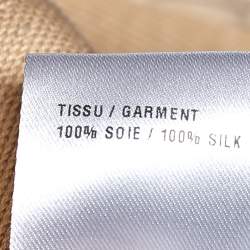 TISSU / GARMENT
100% SOIE / 100% SILK